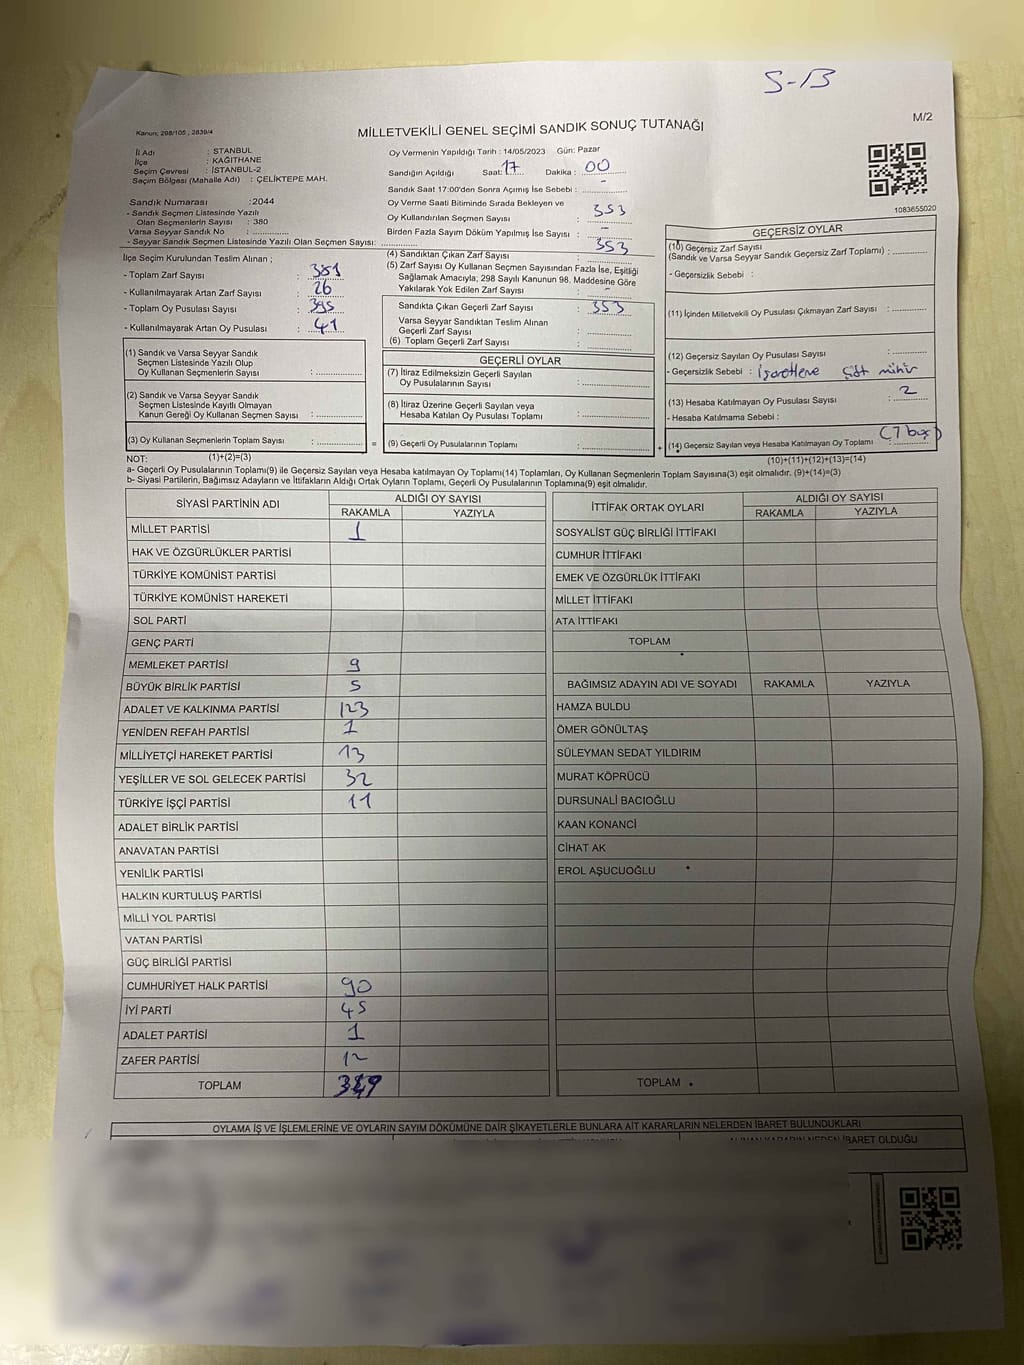 S-13
M/2
Kanun; 298/105 , 2839/4
MİLLETVEKİLİ GENEL SEÇİMİ SANDIK SONUÇ TUTANAĞI
İl Adı : İSTANBUL
İlçe : KAĞITHANE
Seçim Çevresi : İSTANBUL-2
Seçim Bölgesi (Mahalle Adı) : ÇELİKTEPE MAH.
Sandık Numarası : 2044
- Sandık Seçmen Listesinde Yazılı
Olan Seçmenlerin Sayısı : 380
Varsa Seyyar Sandık No :
- Seyyar Sandık Seçmen Listesinde Yazılı Olan Seçmen Sayısı:
Oy Vermenin Yapıldığı Tarih : 14/05/2023 Gün: Pazar
Sandığın Açıldığı Saat: 17 Dakika : 00
Sandık Saat 17:00'den Sonra Açımış İse Sebebi : -
Oy Verme Saati Bitiminde Sırada Bekleyen ve
Oy Kullandırılan Seçmen Sayısı : 353
Birden Fazla Sayım Döküm Yapılmış İse Sayısı : -
1083655020
İlçe Seçim Kurulundan Teslim Alınan ;
- Toplam Zarf Sayısı : 381
- Kullanılmayarak Artan Zarf Sayısı : 26
- Toplam Oy Pusulası Sayısı : 395
- Kullanılmayarak Artan Oy Pusulası : 41
(4) Sandıktan Çıkan Zarf Sayısı : 353
(5) Zarf Sayısı Oy Kullanan Seçmen Sayısından Fazla İse, Eşitliği
Sağlamak Amacıyla; 298 Sayılı Kanunun 98. Maddesine Göre
Yakılarak Yok Edilen Zarf Sayısı : -
Sandıkta Çıkan Geçerli Zarf Sayısı : 353
Varsa Seyyar Sandıktan Teslim Alınan
Geçerli Zarf Sayısı :
(6) Toplam Geçerli Zarf Sayısı :
GEÇERSİZ OYLAR
(10) Geçersiz Zarf Sayısı
(Sandık ve Varsa Seyyar Sandık Geçersiz Zarf Toplamı) :
- Geçersizlik Sebebi :
(11) İçinden Milletvekili Oy Pusulası Çıkmayan Zarf Sayısı :
(12) Geçersiz Sayılan Oy Pusulası Sayısı :
- Geçersizlik Sebebi : İşaretleme Çift mühür
(13) Hesaba Katılmayan Oy Pusulası Sayısı : 2
- Hesaba Katılmama Sebebi :
(14) Geçersiz Sayılan veya Hesaba Katılmayan Oy Toplamı :
(10)+(11)+(12)+(13)=(14)
(1) Sandık ve Varsa Seyyar Sandık
Seçmen Listesinde Yazılı Olup
Oy Kullanan Seçmenlerin Sayısı :
(2) Sandık ve Varsa Seyyar Sandık
Seçmen Listesinde Kayıtlı Olmayan
Kanun Gereği Oy Kullanan Seçmen Sayısı :
(3) Oy Kullanan Seçmenlerin Toplam Sayısı : =
GEÇERLİ OYLAR
(7) İtiraz Edilmeksizin Geçerli Sayılan
Oy Pusulalarının Sayısı :
(8) İtiraz Üzerine Geçerli Sayılan veya
Hesaba Katılan Oy Pusulası Toplamı :
(9) Geçerli Oy Pusulalarının Toplamı : +
NOT: (1)+(2)=(3)
a- Geçerli Oy Pusulalarının Toplamı(9) ile Geçersiz Sayılan veya Hesaba katılmayan Oy Toplamı(14) Toplamları, Oy Kullanan Seçmenlerin Toplam Sayısına(3) eşit olmalıdır. (9)+(14)=(3)
b- Siyasi Partilerin, Bağımsız Adayların ve İttifakların Aldığı Ortak Oyların Toplamı, Geçerli Oy Pusulalarının Toplamına(9) eşit olmalıdır.
SİYASİ PARTİNİN ADI ALDIĞI OY SAYISI
RAKAMLA YAZIYLA
MİLLET PARTİSİ 1
HAK VE ÖZGÜRLÜKLER PARTİSİ
TÜRKİYE KOMÜNİST PARTİSİ
TÜRKİYE KOMÜNİST HAREKETİ
SOL PARTİ
GENÇ PARTİ
MEMLEKET PARTİSİ 9
BÜYÜK BİRLİK PARTİSİ 5
ADALET VE KALKINMA PARTİSİ 123
YENİDEN REFAH PARTİSİ 1
MİLLİYETÇİ HAREKET PARTİSİ 13
YEŞİLLER VE SOL GELECEK PARTİSİ 32
TÜRKİYE İŞÇİ PARTİSİ 11
ADALET BİRLİK PARTİSİ
ANAVATAN PARTİSİ
YENİLİK PARTİSİ
HALKIN KURTULUŞ PARTİSİ
MİLLİ YOL PARTİSİ
VATAN PARTİSİ
GÜÇ BİRLİĞİ PARTİSİ
CUMHURİYET HALK PARTİSİ 90
İYİ PARTİ 45
ADALET PARTİSİ 1
ZAFER PARTİSİ 12
TOPLAM
İTTİFAK ORTAK OYLARI ALDIĞI OY SAYISI
RAKAMLA YAZIYLA
SOSYALİST GÜÇ BİRLİĞİ İTTİFAKI
CUMHUR İTTİFAKI
EMEK VE ÖZGÜRLÜK İTTİFAKI
MİLLET İTTİFAKI
ATA İTTİFAKI
TOPLAM
BAĞIMSIZ ADAYIN ADI VE SOYADI RAKAMLA YAZIYLA
HAMZA BULDU
ÖMER GÖNÜLTAŞ
SÜLEYMAN SEDAT YILDIRIM
MURAT KÖPRÜCÜ
DURSUNALİ BACIOĞLU
KAAN KONANCİ
CİHAT AK
EROL AŞUCUOĞLU
TOPLAM
OYLAMA İŞ VE İŞLEMLERİNE VE OYLARIN SAYIM DÖKÜMÜNE DAİR ŞİKAYETLERLE BUNLARA AİT KARARLARIN NELERDEN İBARET BULUNDUKLARI